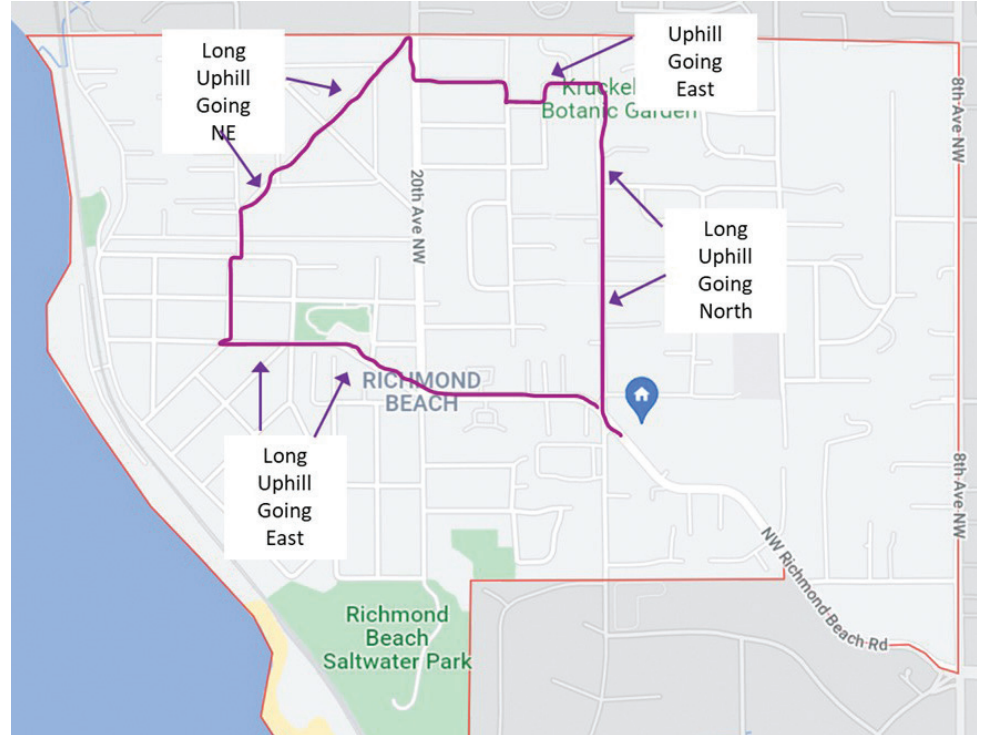 Long
Uphill
Going
NE
Uphill
Going
East
Kruckel
Botanic Garden
8th Ave NW
20th Ave NW
Long
Uphill
Going
North
RICHMOND
BEACH
Long
Uphill
Going
East
8th Ave NW
NW Richmond Beach Rd
Richmond
Beach
Saltwater Park